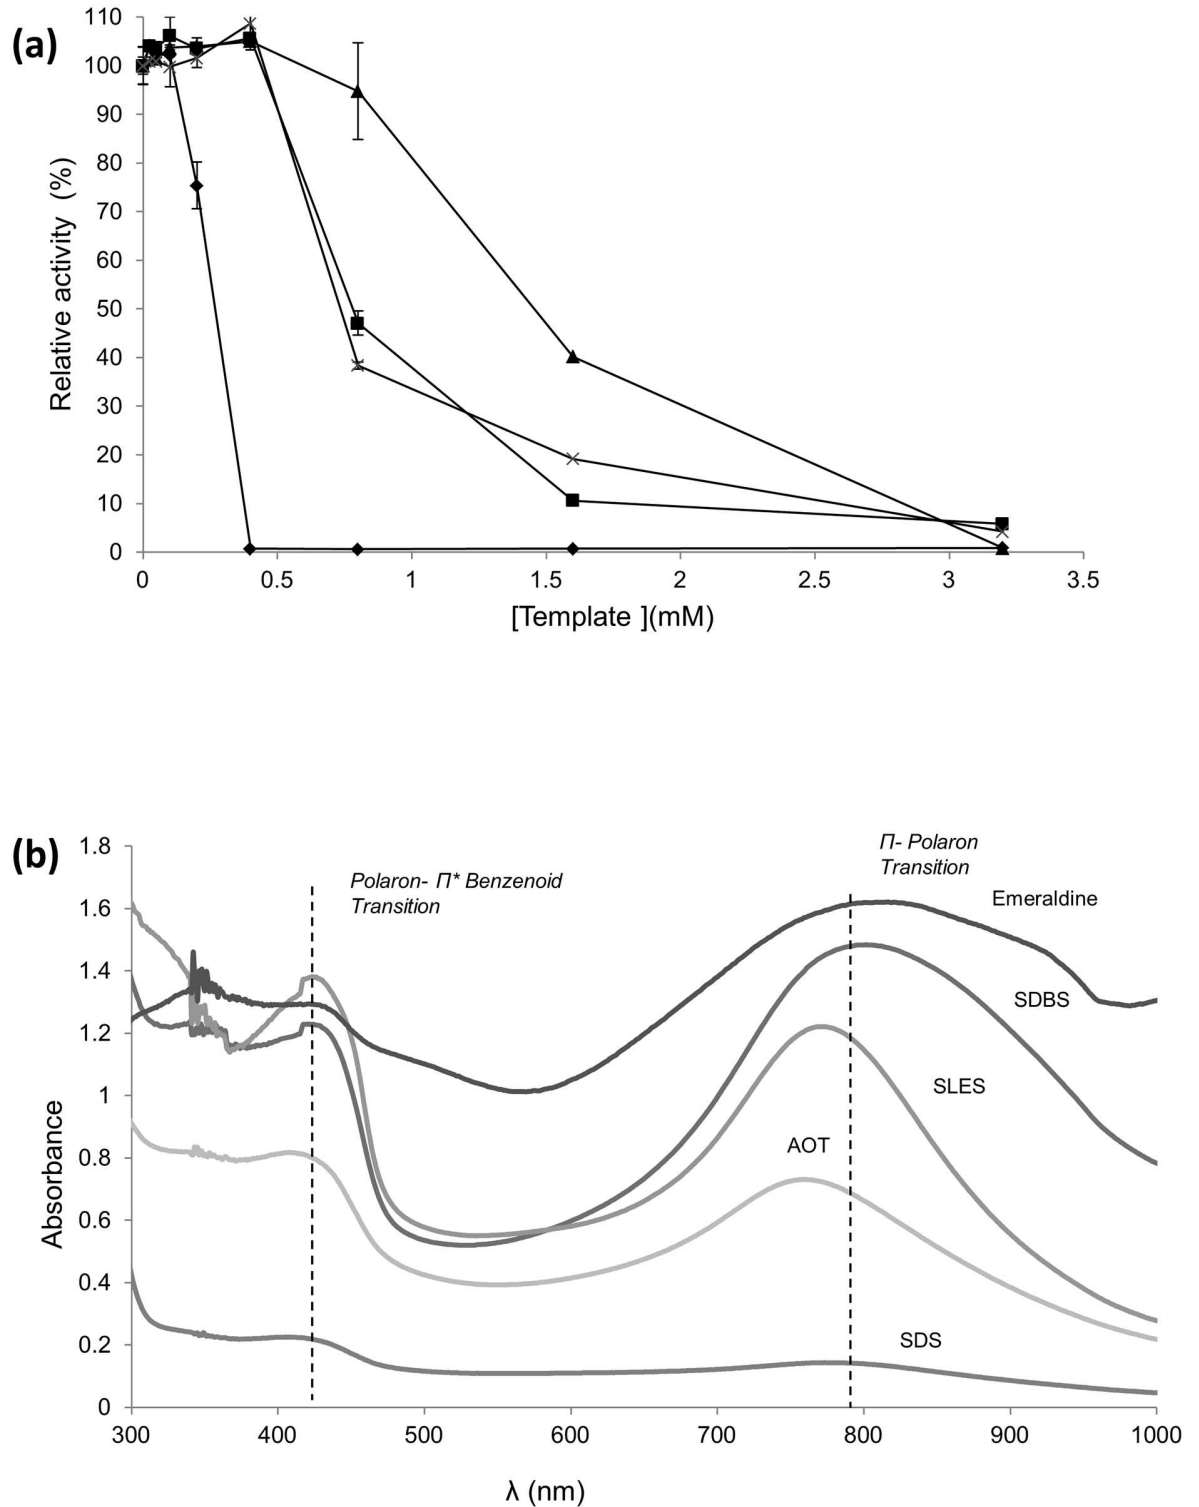 (a)
110
100
90
80
70
60
50
40
30
20
10
0
Relative activity (%)
0 0.5 1 1.5 2 2.5 3 3.5
[Template ](mM)
(b)
1.8
1.6
1.4
1.2
1
0.8
0.6
0.4
0.2
0
Absorbance
Polaron- Π* Benzenoid
Transition
Π- Polaron
Transition
Emeraldine
SDBS
SLES
AOT
SDS
300 400 500 600 700 800 900 1000
λ (nm)